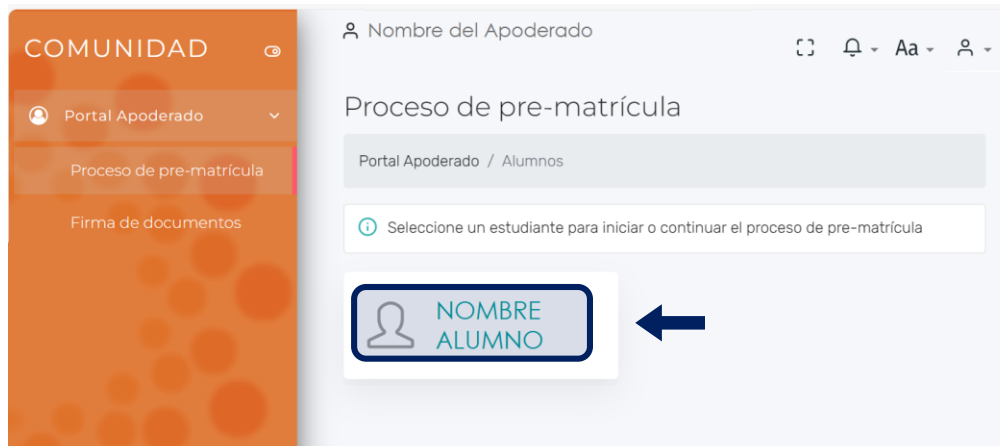 COMUNIDAD
Portal Apoderado
Proceso de pre-matrícula
Firma de documentos
Nombre del Apoderado
Aa
Proceso de pre-matrícula
Portal Apoderado / Alumnos
Seleccione un estudiante para iniciar o continuar el proceso de pre-matrícula
NOMBRE
ALUMNO